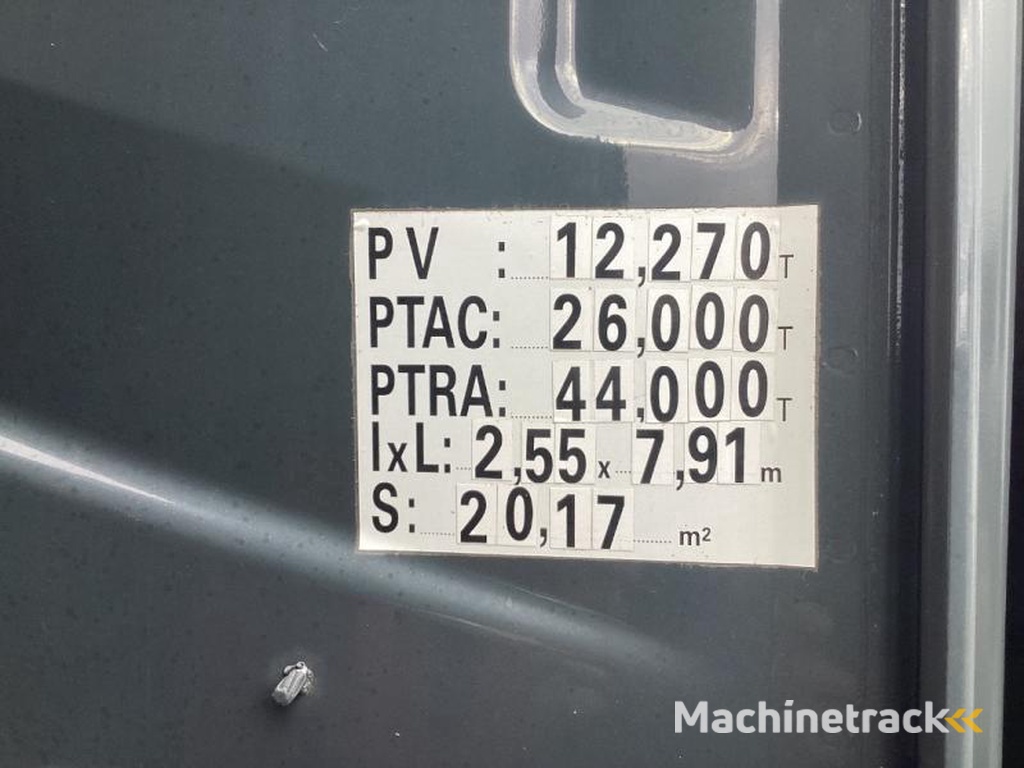 PV : 12,270 T
PTAC: 26,000 T
PTRA: 44,000 T
lxL: 2,55 x 7,91 m
S: 20,17 m²
Machinetrack